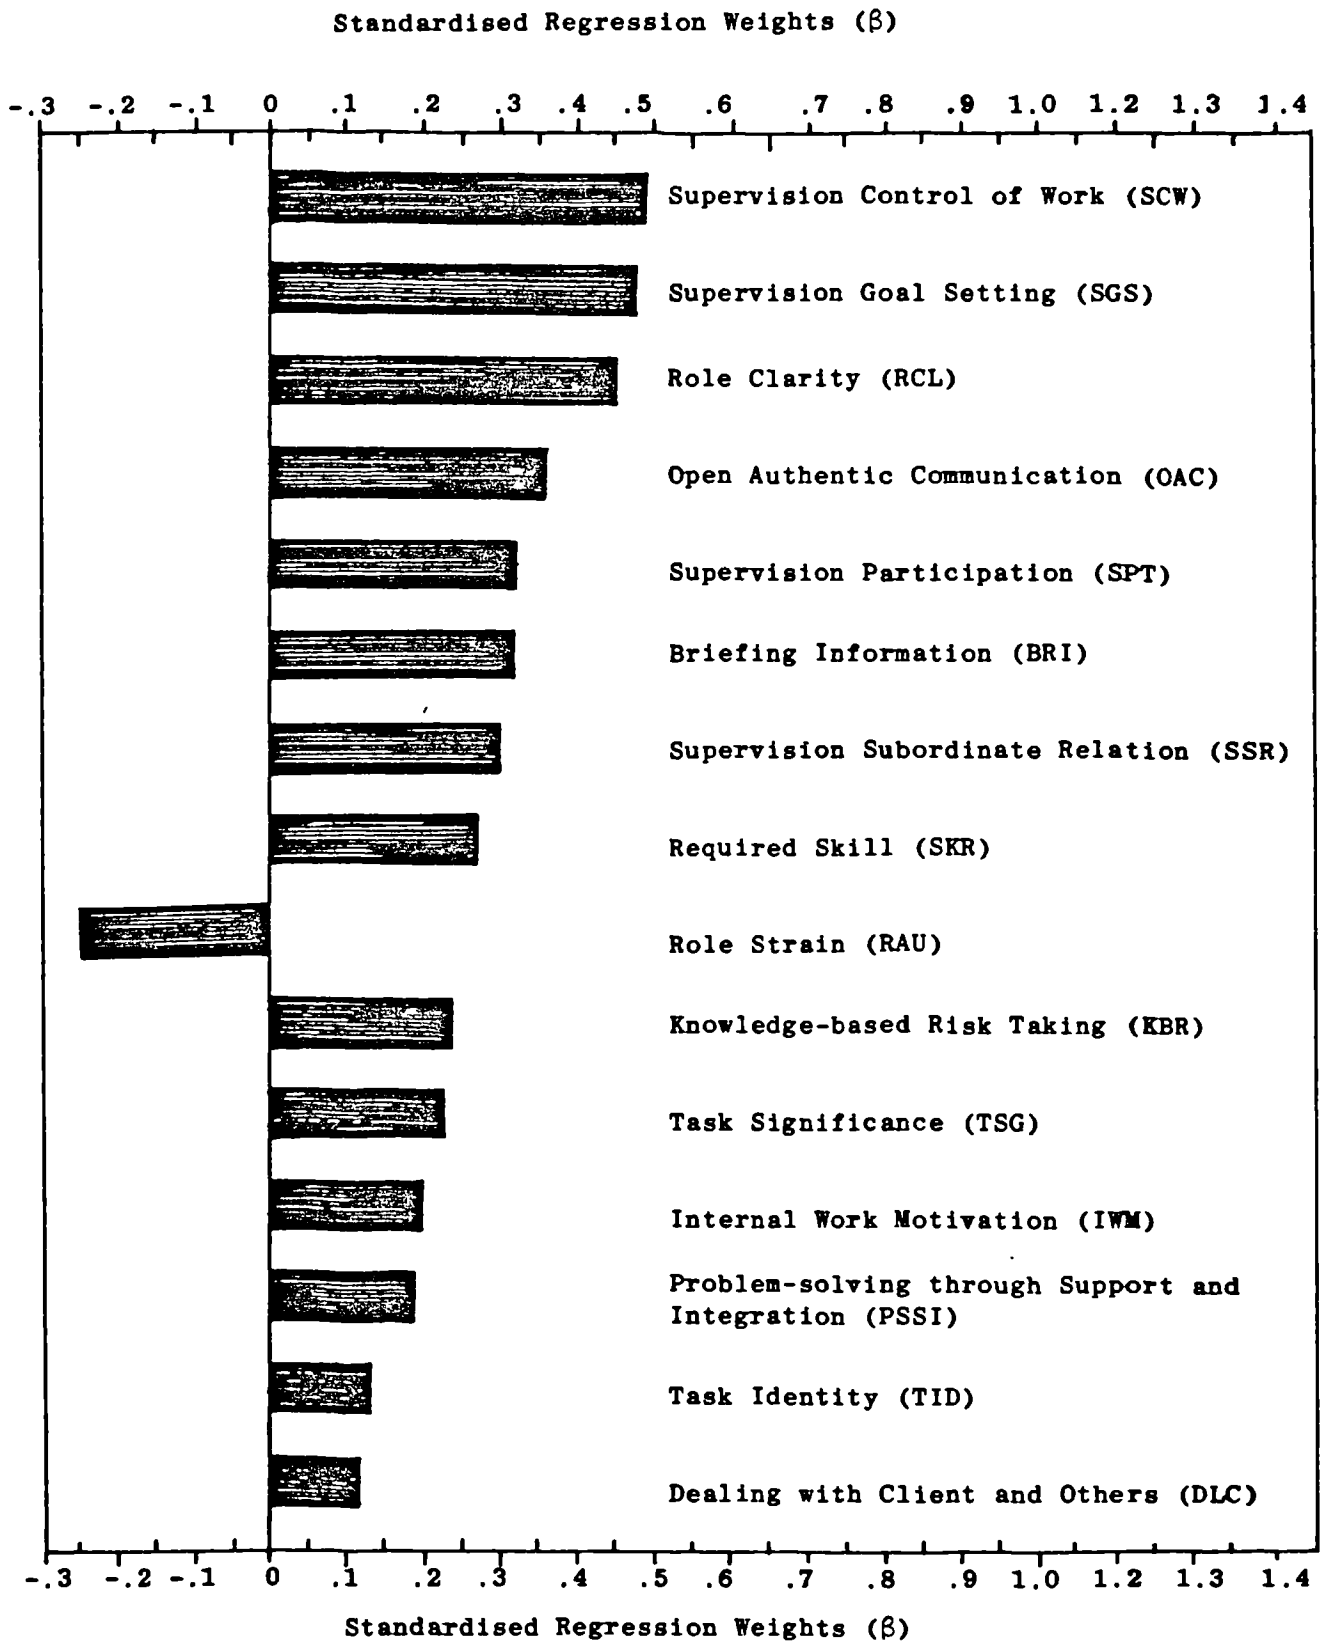 Standardised Regression Weights (β)
-.3 -.2 -.1 0 .1 .2 .3 .4 .5 .6 .7 .8 .9 1.0 1.2 1.3 1.4
Supervision Control of Work (SCW)
Supervision Goal Setting (SGS)
Role Clarity (RCL)
Open Authentic Communication (OAC)
Supervision Participation (SPT)
Briefing Information (BRI)
Supervision Subordinate Relation (SSR)
Required Skill (SKR)
Role Strain (RAU)
Knowledge-based Risk Taking (KBR)
Task Significance (TSG)
Internal Work Motivation (IWM)
Problem-solving through Support and
Integration (PSSI)
Task Identity (TID)
Dealing with Client and Others (DLC)
-.3 -.2 -.1 0 .1 .2 .3 .4 .5 .6 .7 .8 .9 1.0 1.2 1.3 1.4
Standardised Regression Weights (β)